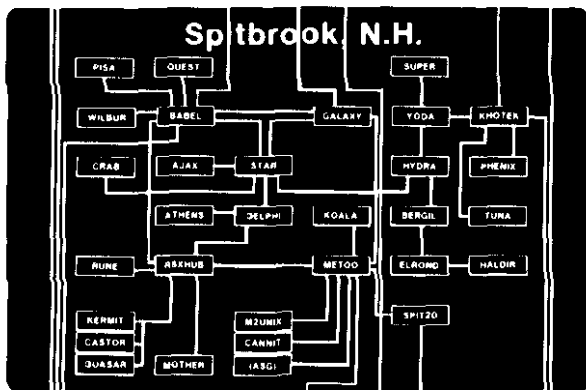 Spitbrook, N.H.
PISA QUEST SUPER
WILBUR BABEL GALAXY YODA KHOTEK
CRAB AJAX STAR HYDRA PHENIX
ATHENS DELPHI KOALA BERGIL TUNA
RUNE RSXHUB METOO ELROND HALDIR
KERMIT M2UNIX SPIT20
CASTOR CANNIT
QUASAR MOTHER (ASG)